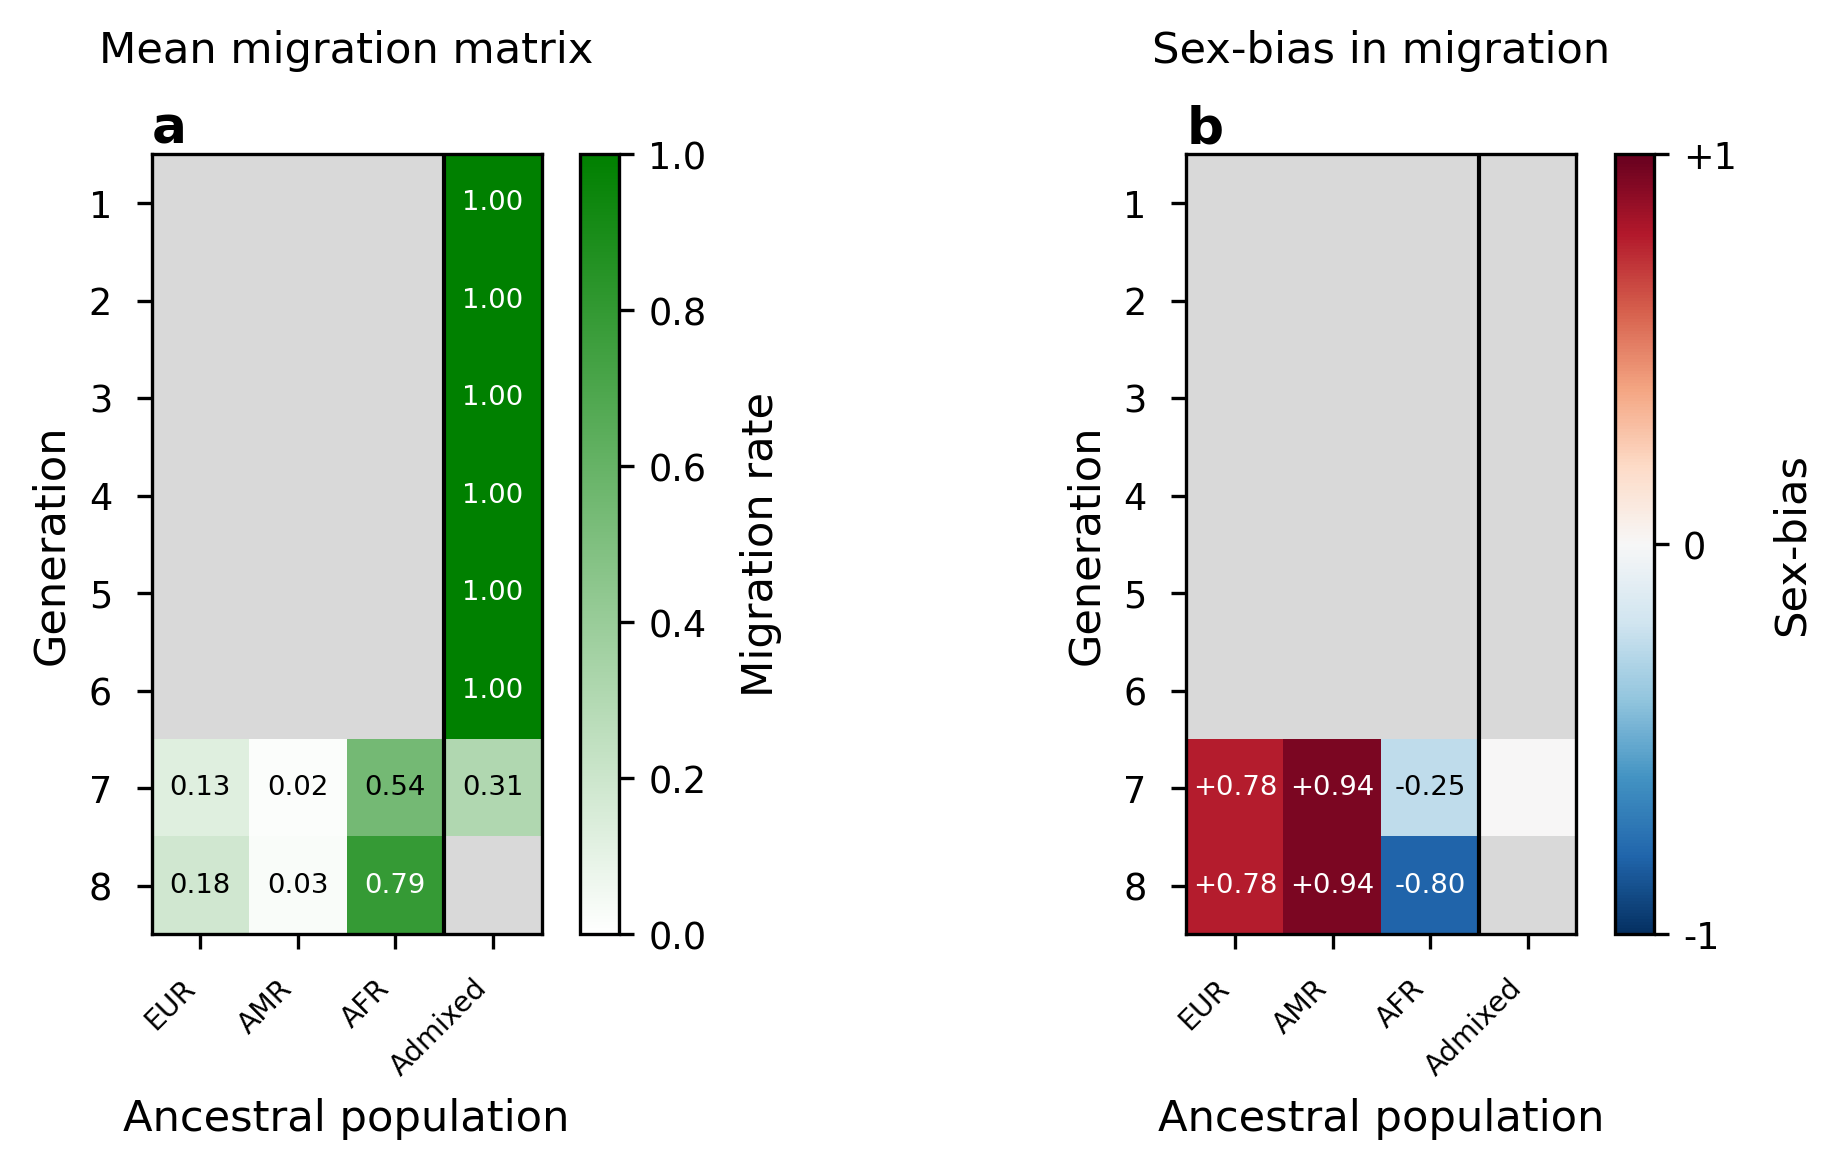 Mean migration matrix
a
1.00
1.00
1.00
1.00
1.00
1.00
0.13 0.02 0.54 0.31
0.18 0.03 0.79
1
2
3
4
5
6
7
8
Generation
EUR
AMR
AFR
Admixed
Ancestral population
1.0
0.8
0.6
0.4
0.2
0.0
Migration rate
Sex-bias in migration
b
1
2
3
4
5
6
7
8
Generation
+0.78 +0.94 -0.25
+0.78 +0.94 -0.80
EUR
AMR
AFR
Admixed
Ancestral population
+1
0
-1
Sex-bias